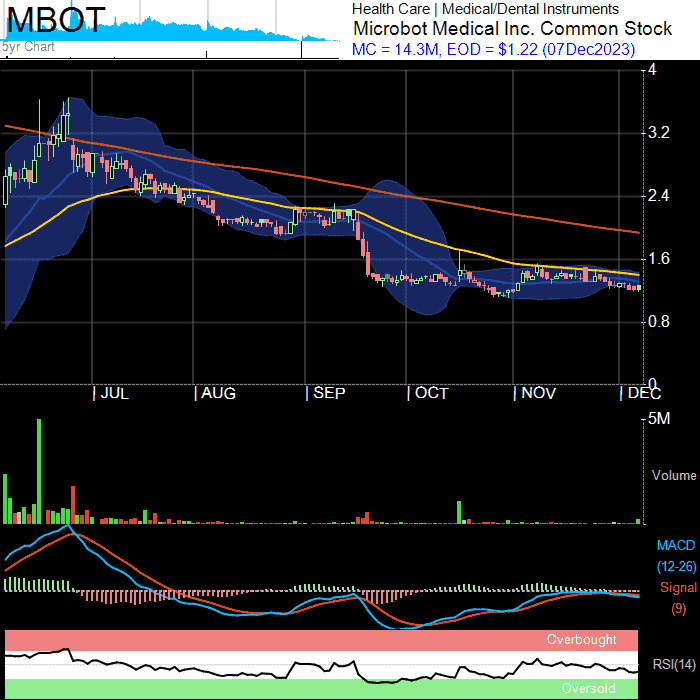 MBOT
5yr Chart
Health Care | Medical/Dental Instruments
Microbot Medical Inc. Common Stock
MC = 14.3M, EOD = $1.22 (07Dec2023)
4
3.2
2.4
1.6
0.8
0
| JUL | AUG | SEP | OCT | NOV | DEC
5M
Volume
MACD
(12-26)
Signal
(9)
Overbought
RSI(14)
Oversold